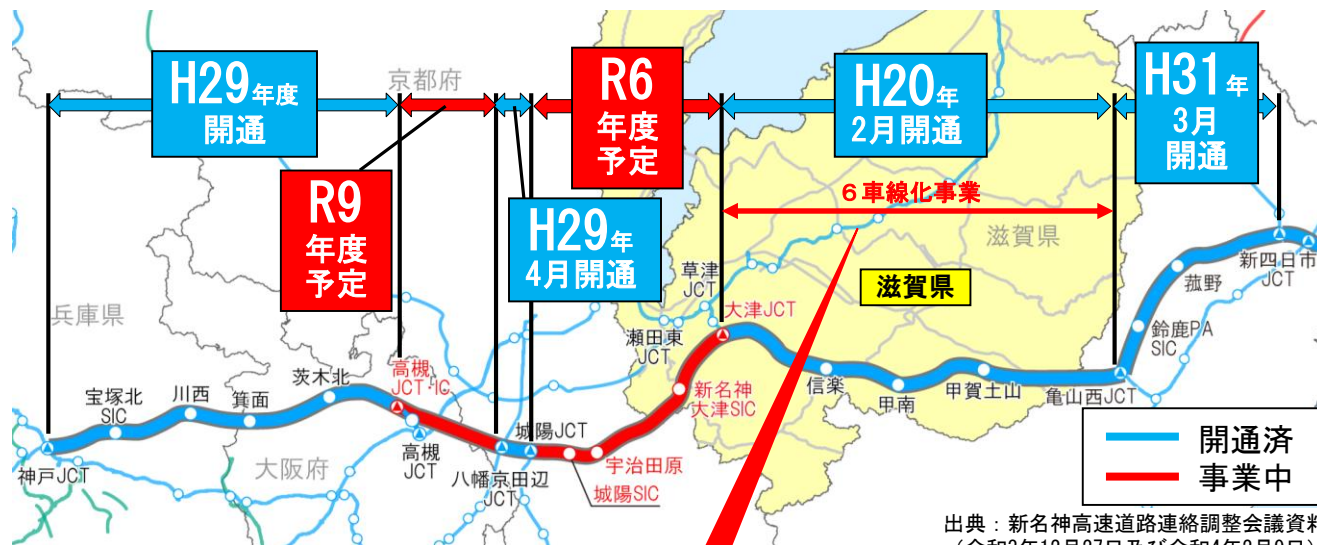 H29年度
開通
京都府
R6
年度
予定
H20年
2月開通
H31年
3月
開通
R9
年度
予定
H29年
4月開通
6車線化事業
滋賀県
滋賀県
兵庫県
大阪府
草津
JCT
大津JCT
瀬田東
JCT
新名神
大津SIC
信楽
甲南
甲賀土山
亀山西JCT
鈴鹿PA
SIC
菰野
新四日市
JCT
神戸JCT
宝塚北
SIC
川西
箕面
茨木北
高槻
JCT・IC
高槻
JCT
八幡京田辺
JCT
城陽JCT
宇治田原
城陽SIC
開通済
事業中
出典：新名神高速道路連絡調整会議資料